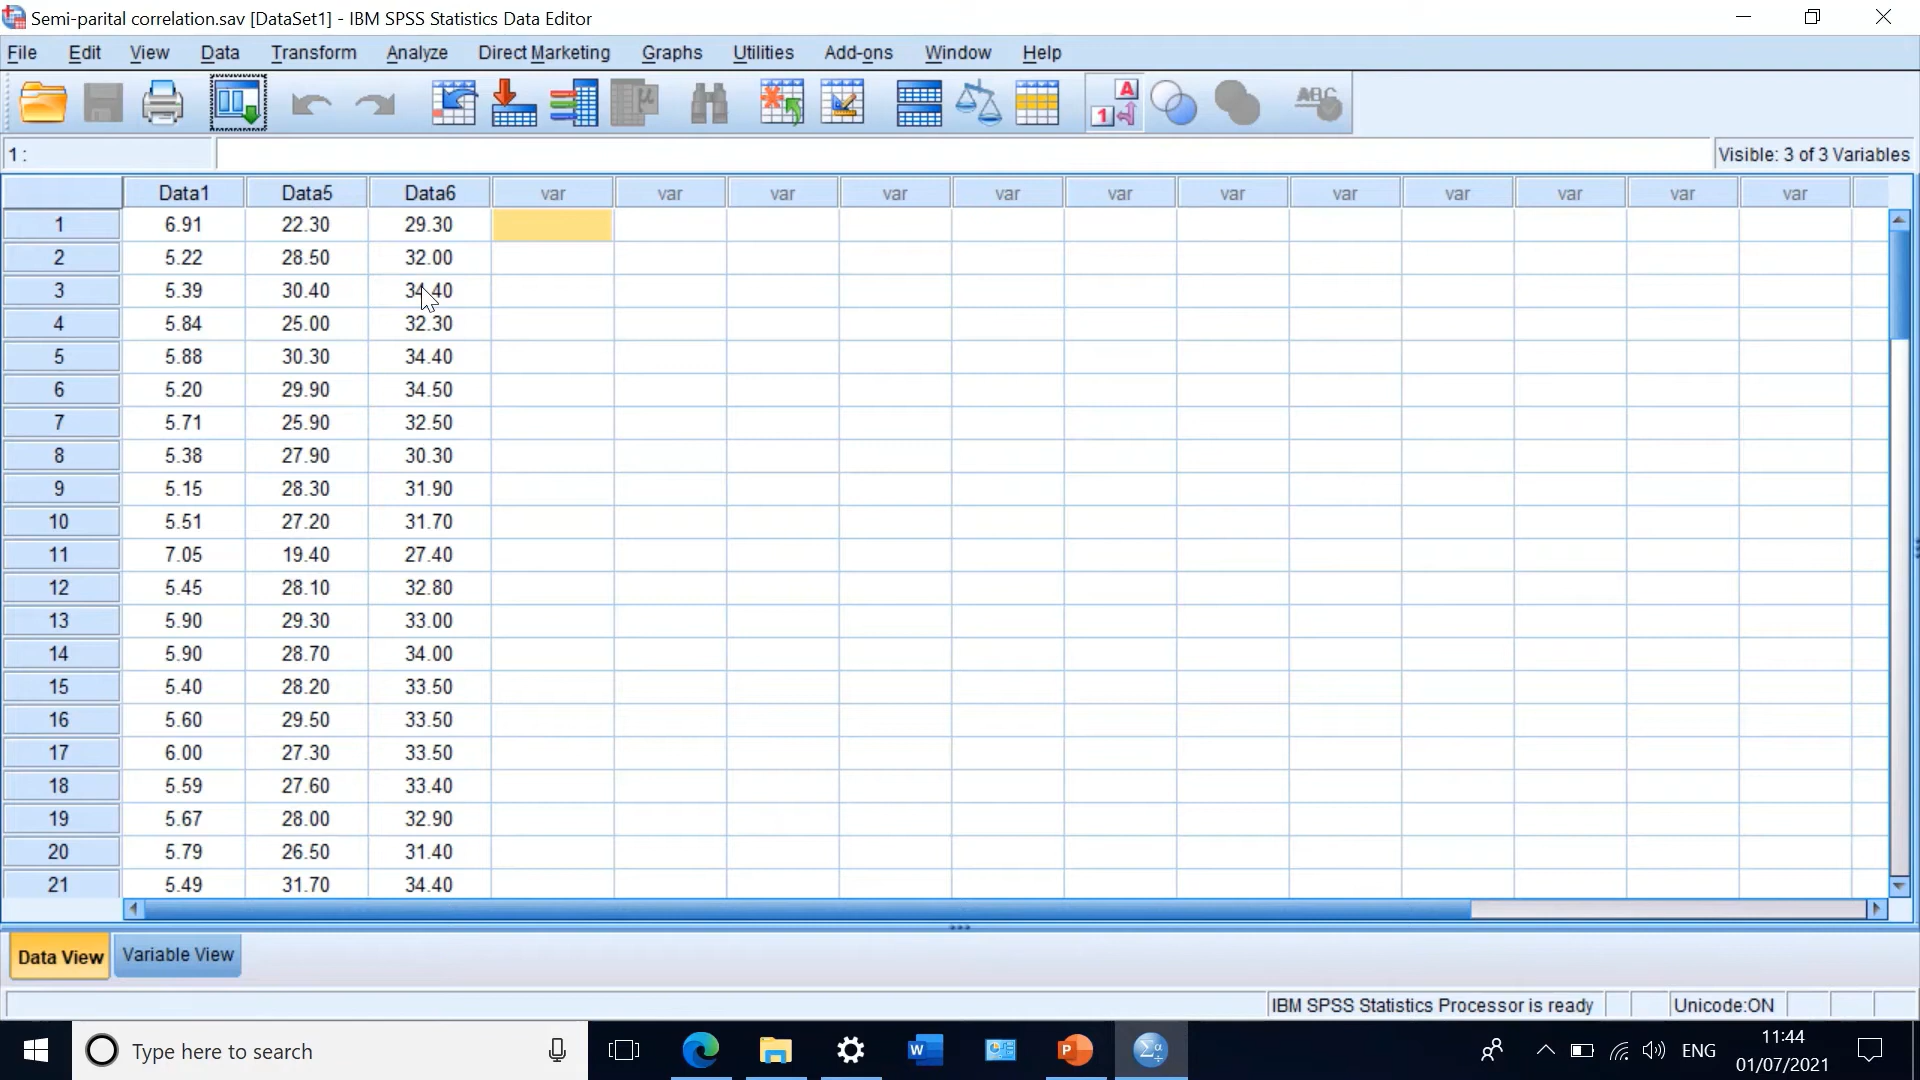 Semi-parital correlation.sav [DataSet1] - IBM SPSS Statistics Data Editor
File Edit View Data Transform Analyze Direct Marketing Graphs Utilities Add-ons Window Help
μ A 1 ABC
1 : Visible: 3 of 3 Variables
Data1 Data5 Data6 var var var var var var var var var var var var
1 6.91 22.30 29.30
2 5.22 28.50 32.00
3 5.39 30.40 34.40
4 5.84 25.00 32.30
5 5.88 30.30 34.40
6 5.20 29.90 34.50
7 5.71 25.90 32.50
8 5.38 27.90 30.30
9 5.15 28.30 31.90
10 5.51 27.20 31.70
11 7.05 19.40 27.40
12 5.45 28.10 32.80
13 5.90 29.30 33.00
14 5.90 28.70 34.00
15 5.40 28.20 33.50
16 5.60 29.50 33.50
17 6.00 27.30 33.50
18 5.59 27.60 33.40
19 5.67 28.00 32.90
20 5.79 26.50 31.40
21 5.49 31.70 34.40
Data View Variable View
IBM SPSS Statistics Processor is ready Unicode:ON
Type here to search W P Σα ENG 11:44
01/07/2021